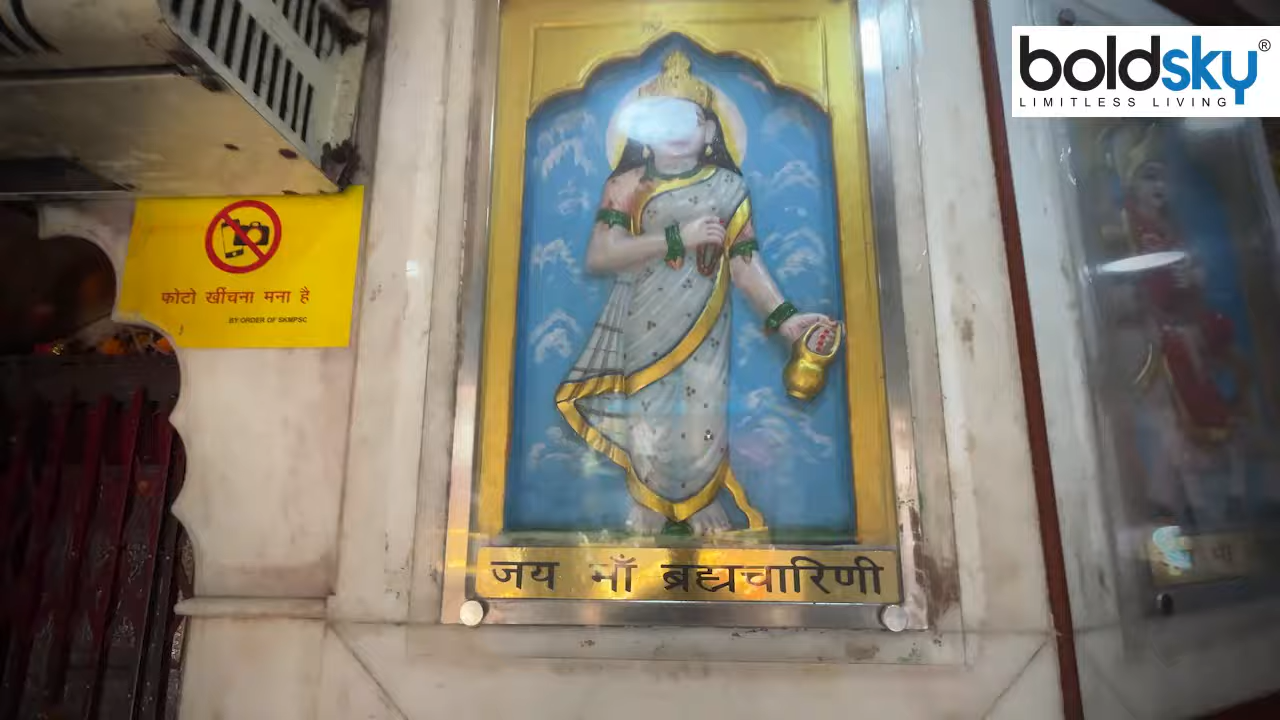 boldsky®
LIMITLESS LIVING
फोटो खींचना मना है
BY ORDER OF SKMPSC
जय माँ ब्रह्मचारिणी